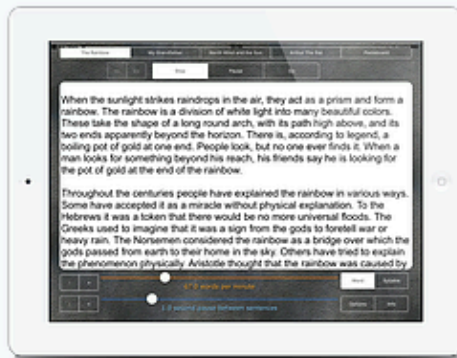 The Rainbow My Grandfather North Wind and the Sun Arthur The Rat
Stop Pause
When the sunlight strikes raindrops in the air, they act as a prism and form a
rainbow. The rainbow is a division of white light into many beautiful colors.
These take the shape of a long round arch, with its path high above, and its
two ends apparently beyond the horizon. There is, according to legend, a
boiling pot of gold at one end. People look, but no one ever finds it. When a
man looks for something beyond his reach, his friends say he is looking for
the pot of gold at the end of the rainbow.
Throughout the centuries people have explained the rainbow in various ways.
Some have accepted it as a miracle without physical explanation. To the
Hebrews it was a token that there would be no more universal floods. The
Greeks used to imagine that it was a sign from the gods to foretell war or
heavy rain. The Norsemen considered the rainbow as a bridge over which the
gods passed from earth to their home in the sky. Others have tried to explain
the phenomenon physically. Aristotle thought that the rainbow was caused by
words per minute Word
second pause between sentences Options Info